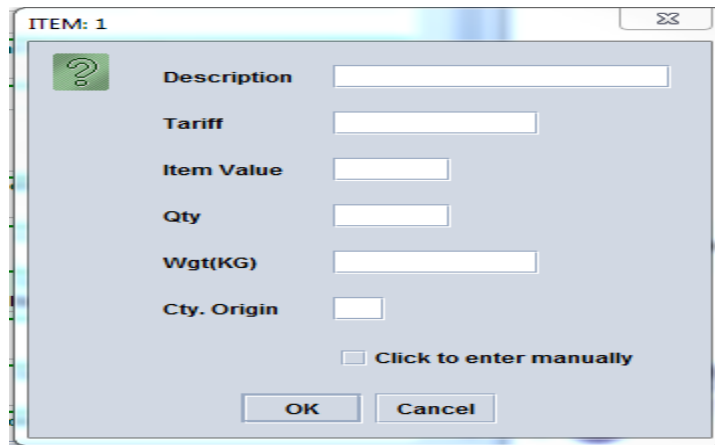 ITEM: 1
Description
Tariff
Item Value
Qty
Wgt(KG)
Cty. Origin
Click to enter manually
OK Cancel